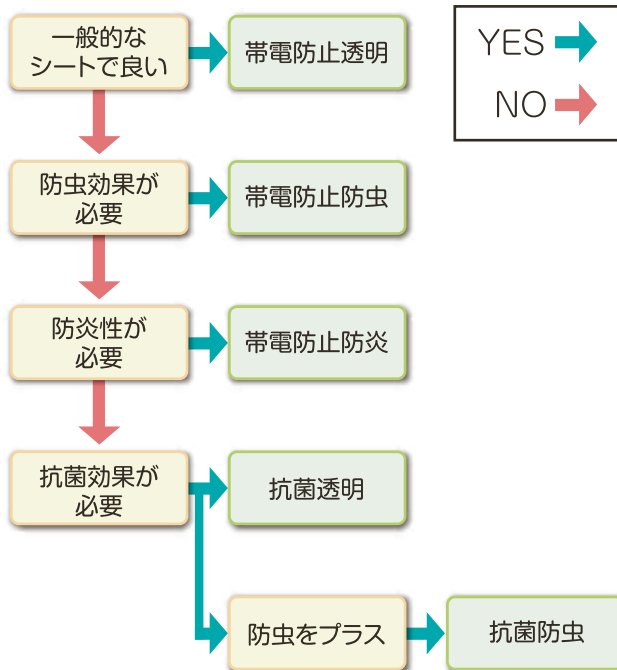 一般的な
シートで良い
帯電防止透明
YES
NO
防虫効果が
必要
帯電防止防虫
防炎性が
必要
帯電防止防炎
抗菌効果が
必要
抗菌透明
防虫をプラス
抗菌防虫